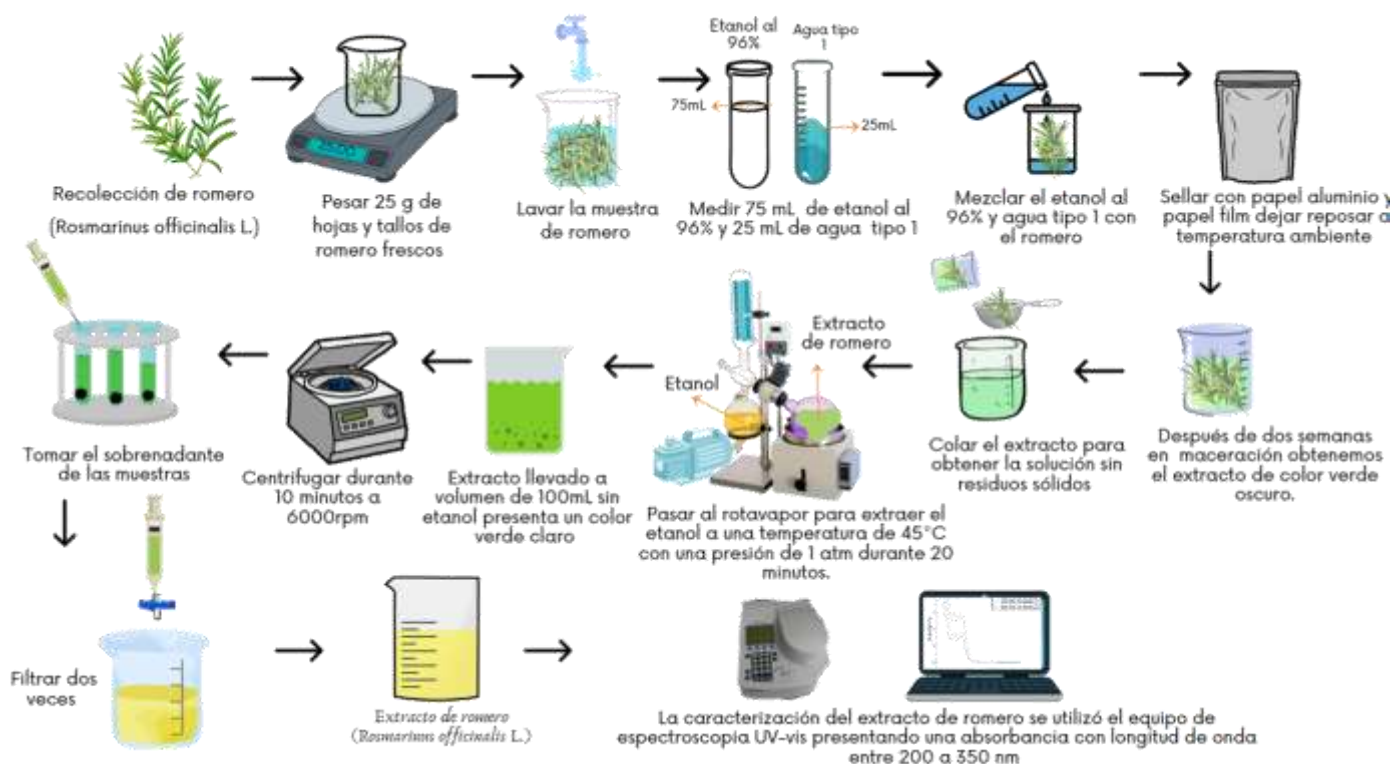 Recolección de romero
(Rosmarinus officinalis L.)
Pesar 25 g de
hojas y tallos de
romero frescos
Lavar la muestra
de romero
Etanol al
96%
Agua tipo
1
75mL
25mL
Medir 75 mL de etanol al
96% y 25 mL de agua tipo 1
Mezclar el etanol al
96% y agua tipo 1 con
el romero
Sellar con papel aluminio y
papel film dejar reposar a
temperatura ambiente
Después de dos semanas
en maceración obtenemos
el extracto de color verde
oscuro.
Colar el extracto para
obtener la solución sin
residuos sólidos
Extracto
de romero
Etanol
Pasar al rotavapor para extraer el
etanol a una temperatura de 45°C
con una presión de 1 atm durante 20
minutos.
Extracto llevado a
volumen de 100mL sin
etanol presenta un color
verde claro
Centrifugar durante
10 minutos a
6000rpm
Tomar el sobrenadante
de las muestras
Filtrar dos
veces
Extracto de romero
(Rosmarinus officinalis L.)
La caracterización del extracto de romero se utilizó el equipo de
espectroscopia UV-vis presentando una absorbancia con longitud de onda
entre 200 a 350 nm